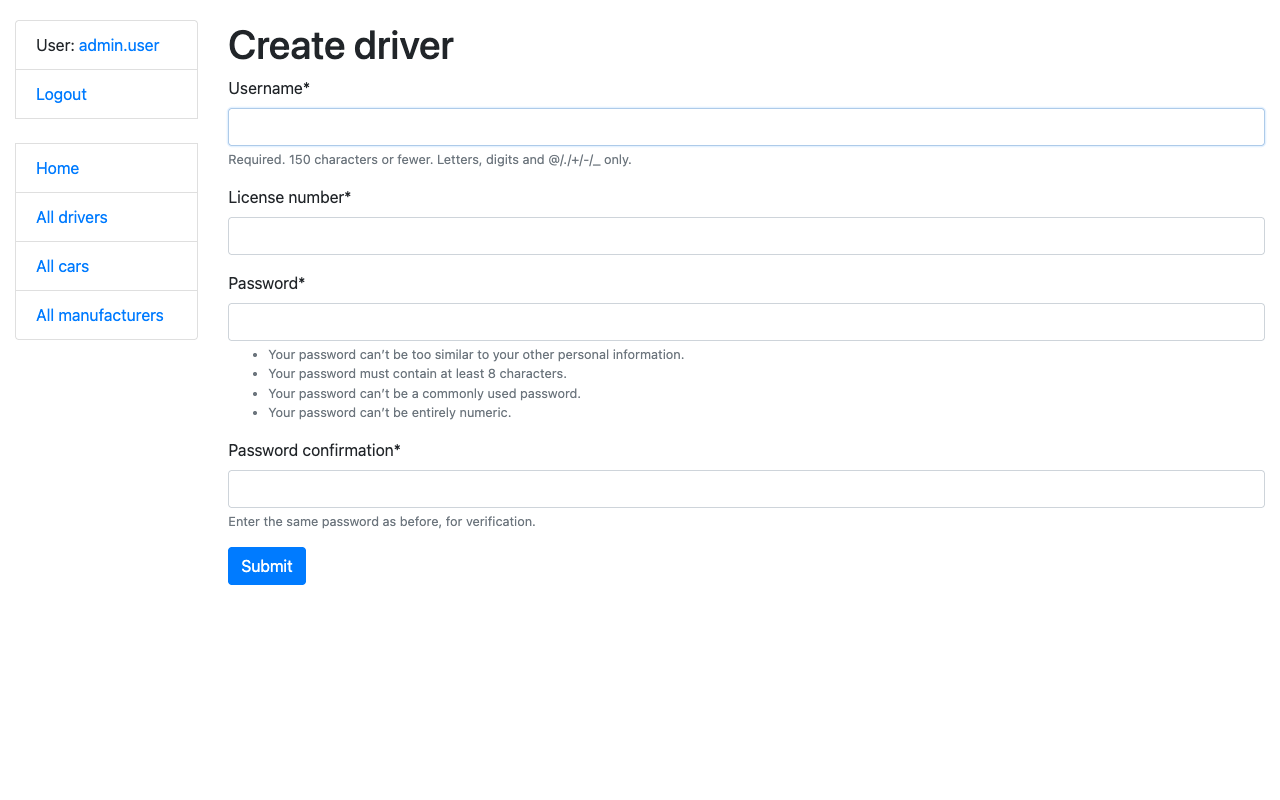 User: admin.user
Logout
Home
All drivers
All cars
All manufacturers
Create driver
Username*
Required. 150 characters or fewer. Letters, digits and @/./+/-/_ only.
License number*
Password*
Your password can’t be too similar to your other personal information.
Your password must contain at least 8 characters.
Your password can’t be a commonly used password.
Your password can’t be entirely numeric.
Password confirmation*
Enter the same password as before, for verification.
Submit